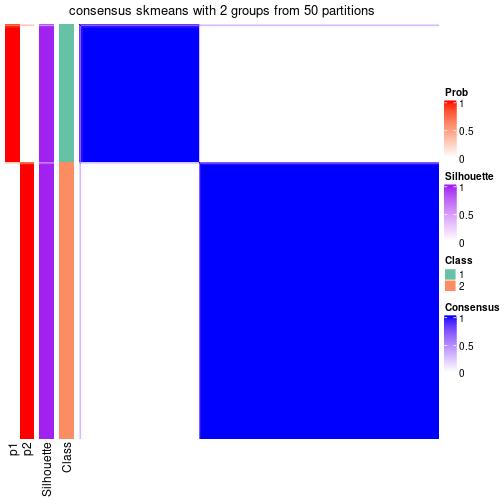 consensus skmeans with 2 groups from 50 partitions
Prob
1
0.5
0
Silhouette
1
0.5
0
Class
1
2
Consensus
1
0.5
0
p1
p2
Silhouette
Class